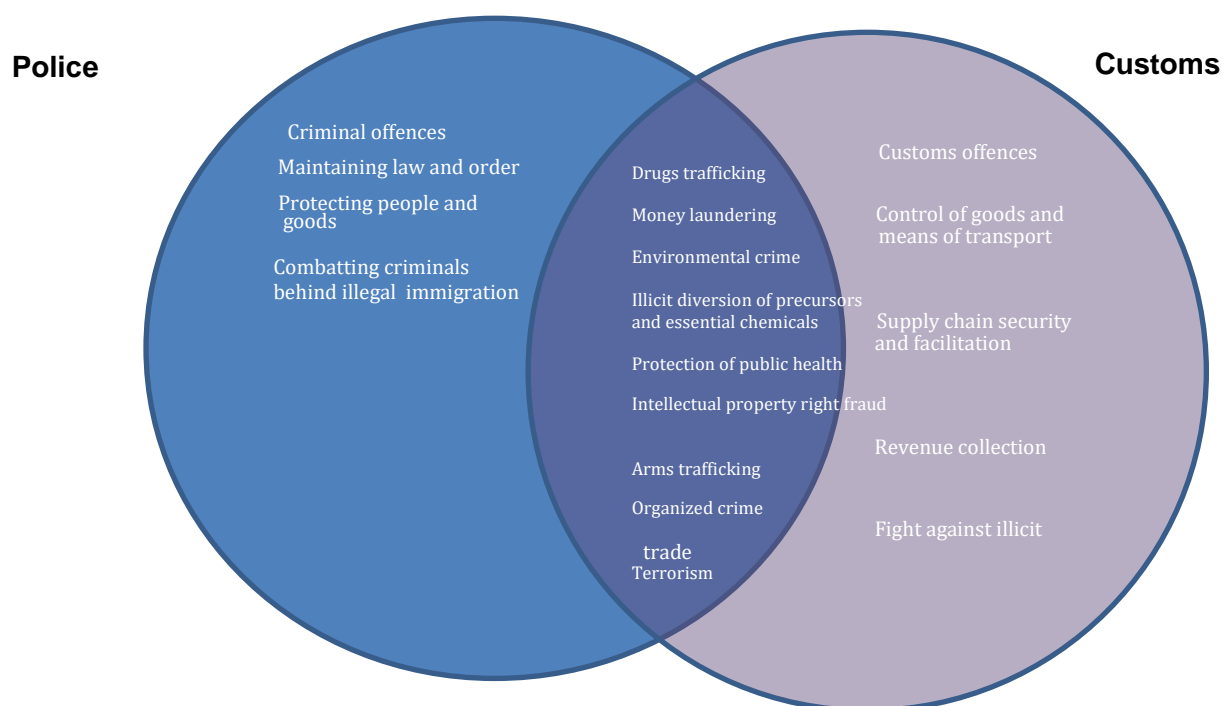 Police
Customs
Criminal offences
Maintaining law and order
Protecting people and
goods
Combatting criminals
behind illegal immigration
Drugs trafficking
Money laundering
Environmental crime
Illicit diversion of precursors
and essential chemicals
Protection of public health
Intellectual property right fraud
Arms trafficking
Organized crime
trade
Terrorism
Customs offences
Control of goods and
means of transport
Supply chain security
and facilitation
Revenue collection
Fight against illicit